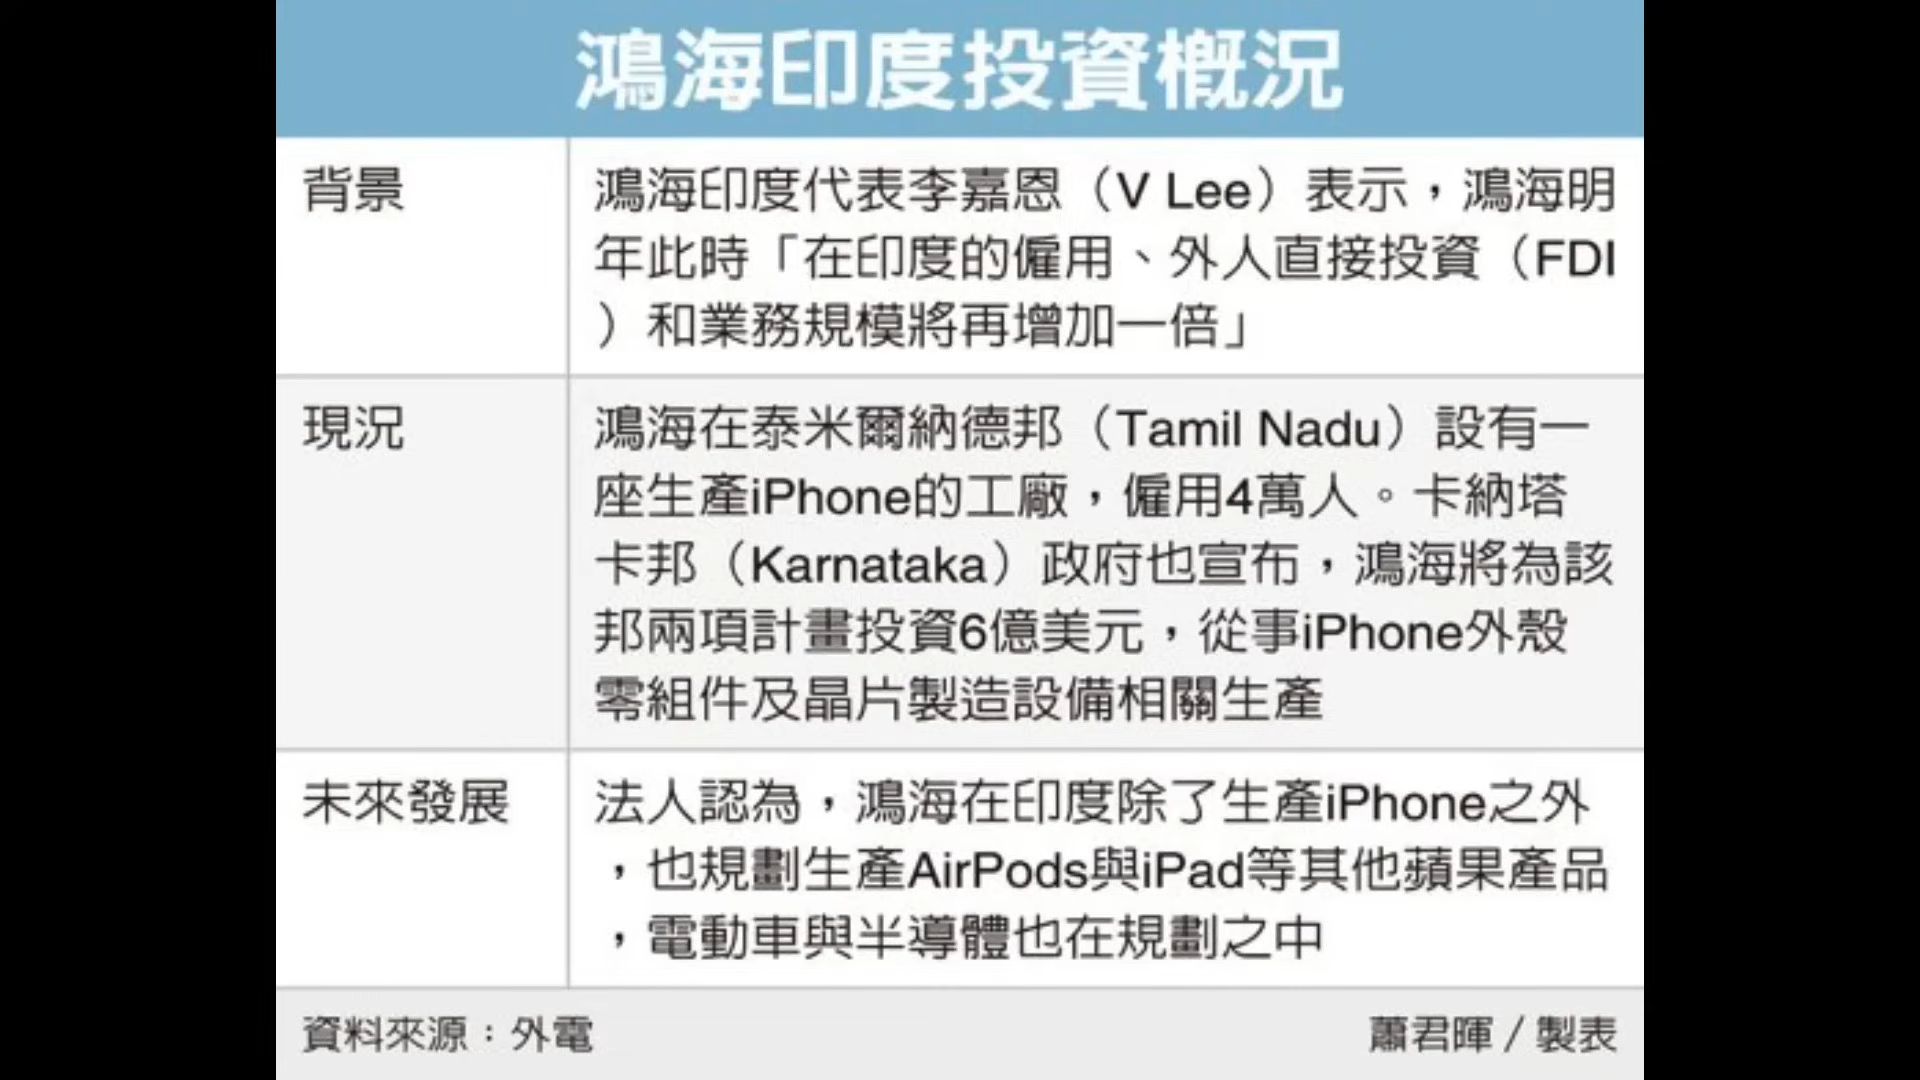 鴻海印度投資概況
背景
鴻海印度代表李嘉恩（V Lee）表示，鴻海明
年此時「在印度的僱用、外人直接投資（FDI
）和業務規模將再增加一倍」
現況
鴻海在泰米爾納德邦（Tamil Nadu）設有一
座生產iPhone的工廠，僱用4萬人。卡納塔
卡邦（Karnataka）政府也宣布，鴻海將為該
邦兩項計畫投資6億美元，從事iPhone外殼
零組件及晶片製造設備相關生產
未來發展
法人認為，鴻海在印度除了生產iPhone之外
，也規劃生產AirPods與iPad等其他蘋果產品
，電動車與半導體也在規劃之中
資料來源：外電
蕭君暉／製表